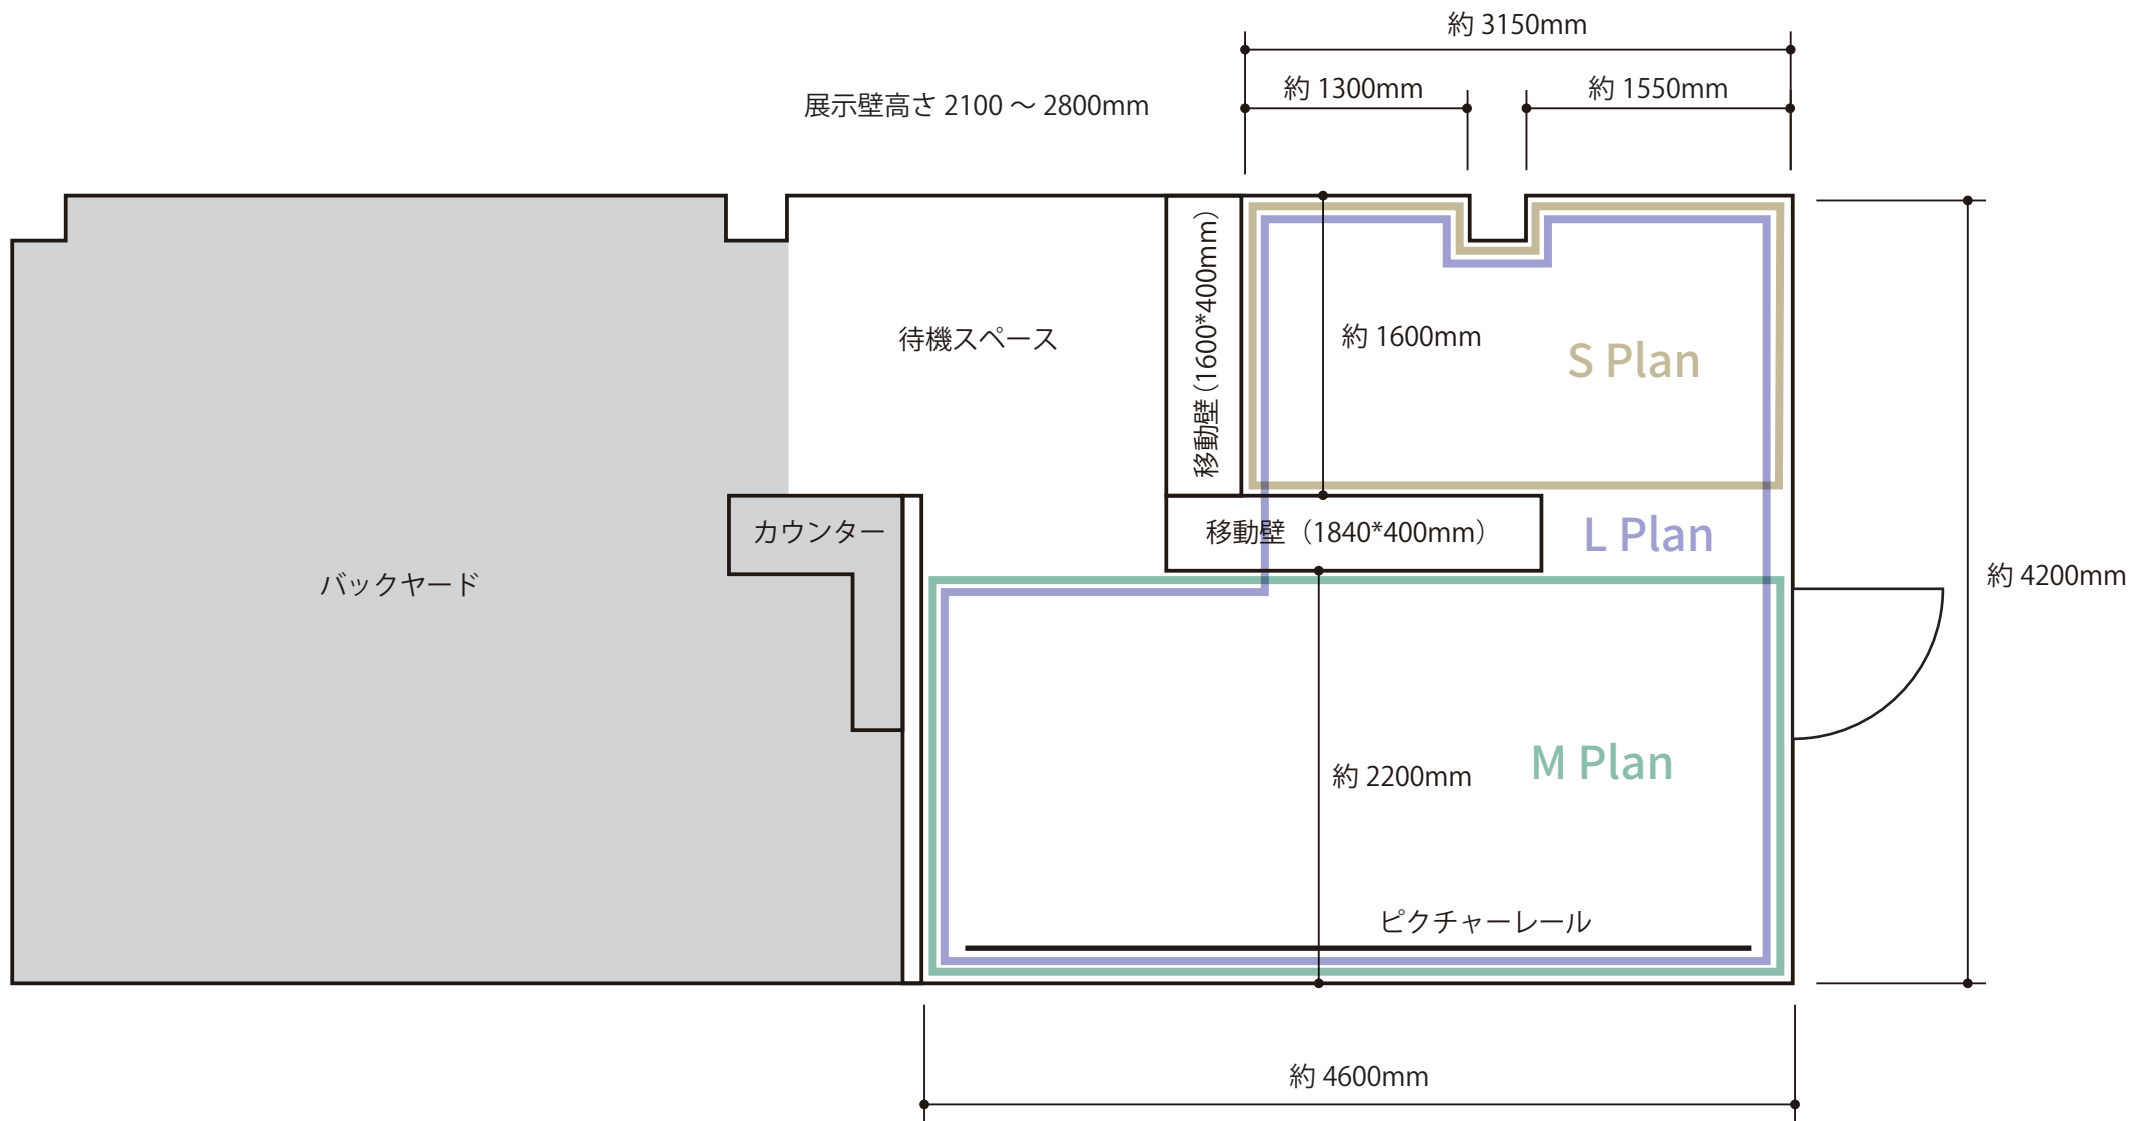 約 3150mm
約 1300mm
約 1550mm
展示壁高さ 2100 ～ 2800mm
移動壁（1600*400mm）
待機スペース
約 1600mm
S Plan
カウンター
移動壁（1840*400mm）
L Plan
バックヤード
約 4200mm
M Plan
約 2200mm
ピクチャーレール
約 4600mm